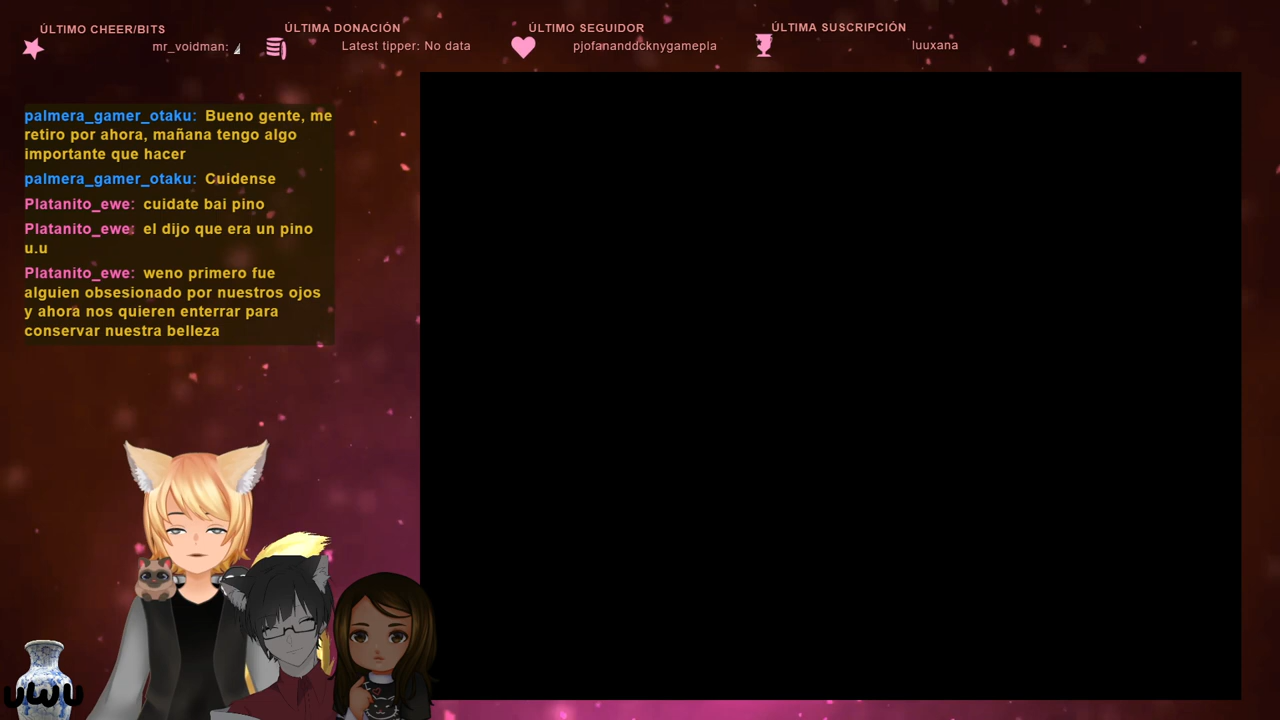 ÚLTIMO CHEER/BITS
mr_voidman:
ÚLTIMA DONACIÓN
Latest tipper: No data
ÚLTIMO SEGUIDOR
pjofananddcknygamepla
ÚLTIMA SUSCRIPCIÓN
luuxana
palmera_gamer_otaku: Bueno gente, me
retiro por ahora, mañana tengo algo
importante que hacer
palmera_gamer_otaku: Cuidense
Platanito_ewe: cuidate bai pino
Platanito_ewe: el dijo que era un pino
u.u
Platanito_ewe: weno primero fue
alguien obsesionado por nuestros ojos
y ahora nos quieren enterrar para
conservar nuestra belleza
uwu